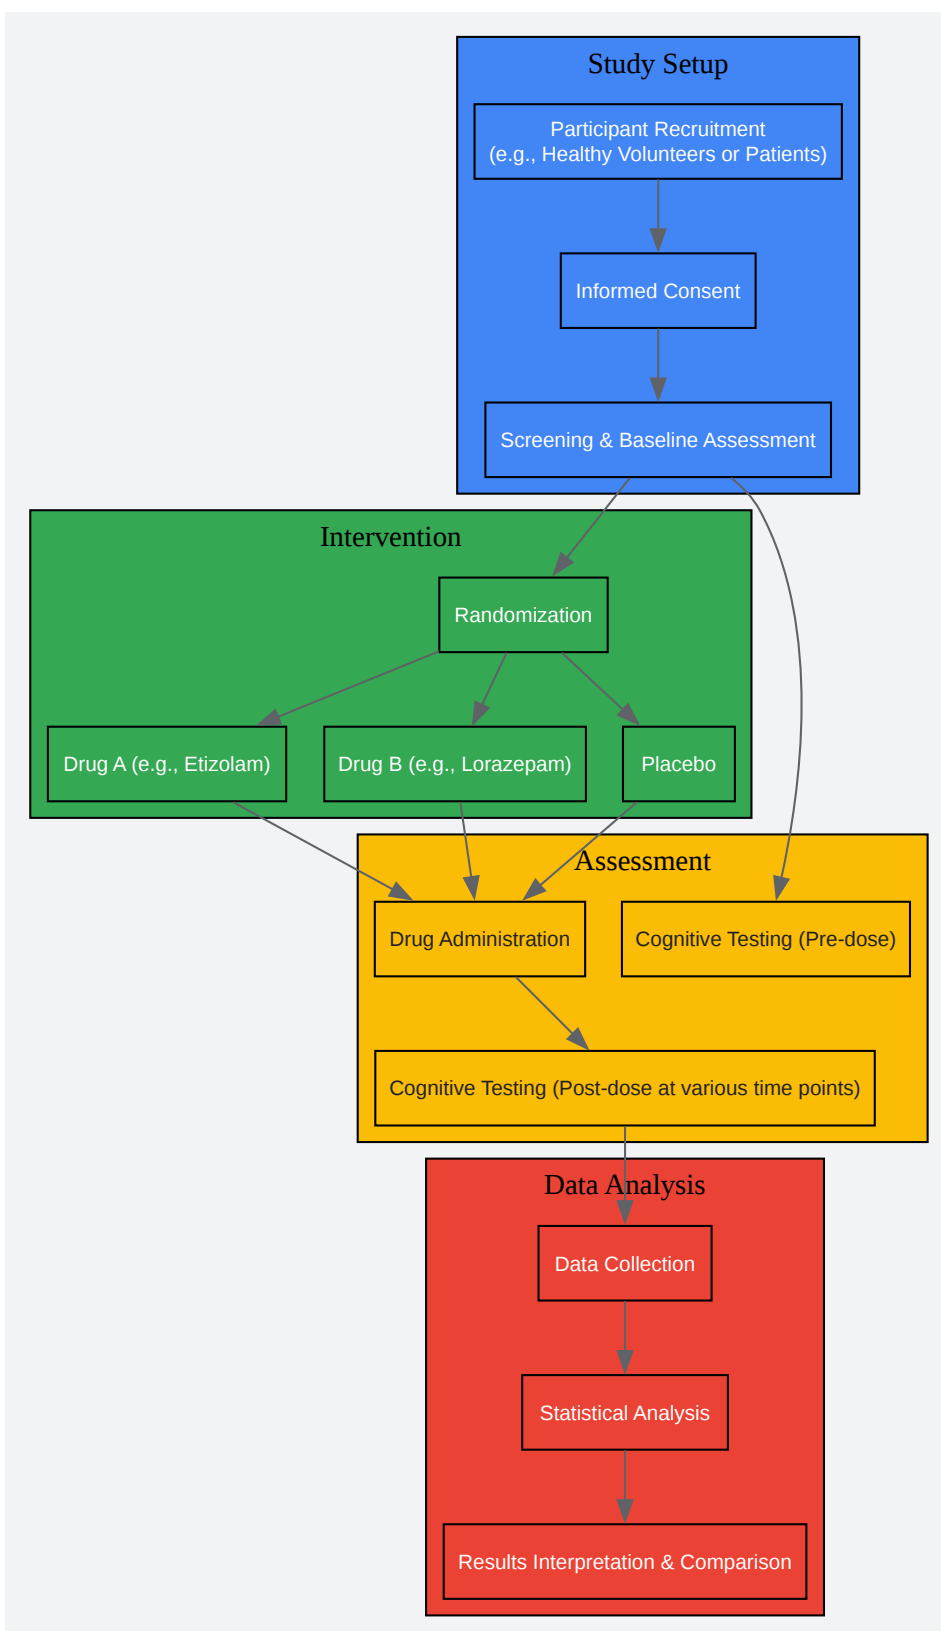 Study Setup
Participant Recruitment
(e.g., Healthy Volunteers or Patients)
Informed Consent
Screening & Baseline Assessment
Intervention
Randomization
Drug A (e.g., Etizolam)
Drug B (e.g., Lorazepam)
Placebo
Assessment
Drug Administration
Cognitive Testing (Pre-dose)
Cognitive Testing (Post-dose at various time points)
Data Analysis
Data Collection
Statistical Analysis
Results Interpretation & Comparison